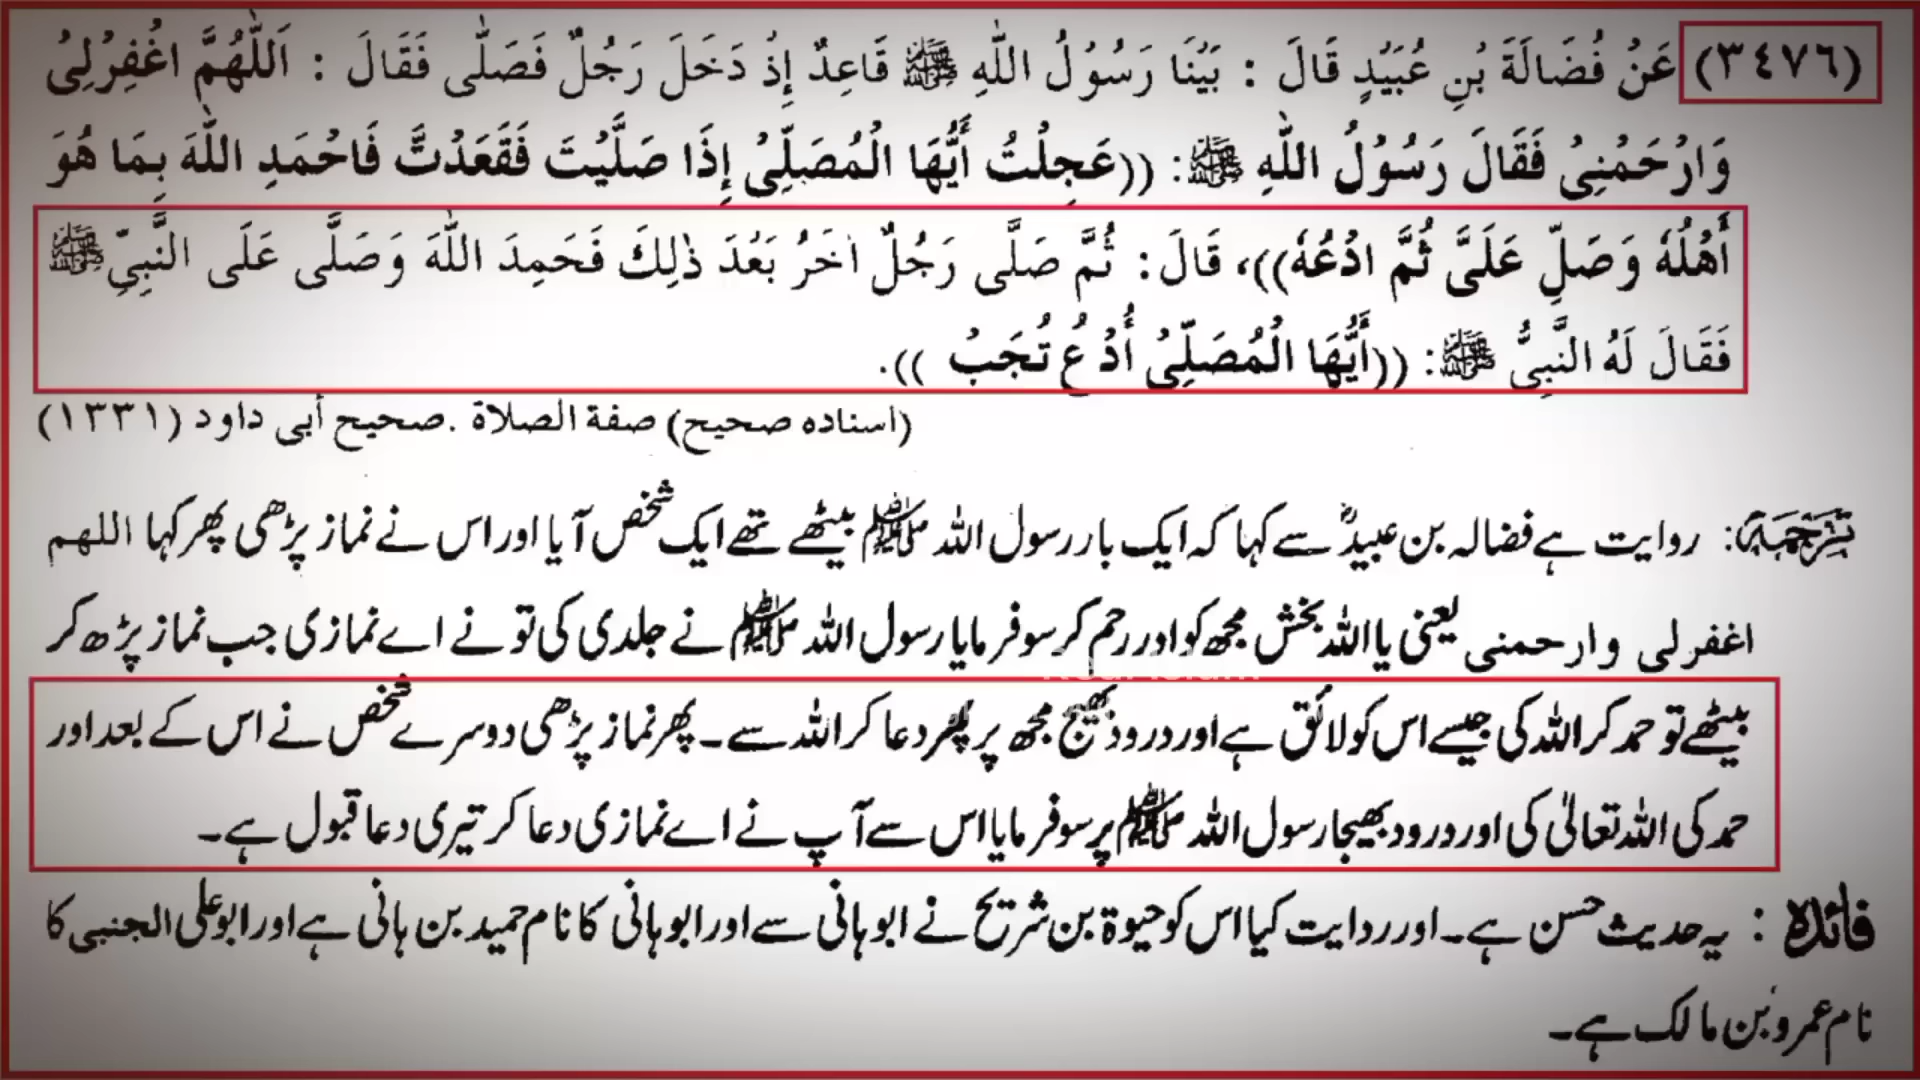 (٣٤٧٦) عَنْ فُضَالَةَ بْنِ عُبَيْدٍ قَالَ : بَيْنَا رَسُوْلُ اللّٰهِ ﷺ قَاعِدٌ إِذْ دَخَلَ رَجُلٌ فَصَلّٰى فَقَالَ : اَللّٰهُمَّ اغْفِرْلِىْ
وَارْحَمْنِىْ فَقَالَ رَسُوْلُ اللّٰهِ ﷺ: ((عَجِلْتَ أَيُّهَا الْمُصَلِّىْ إِذَا صَلَّيْتَ فَقَعَدْتَّ فَاحْمَدِ اللّٰهَ بِمَا هُوَ
أَهْلُهٗ وَصَلِّ عَلَىَّ ثُمَّ ادْعُهٗ))، قَالَ: ثُمَّ صَلَّى رَجُلٌ اٰخَرُ بَعْدَ ذٰلِكَ فَحَمِدَ اللّٰهَ وَصَلَّى عَلَى النَّبِىِّ ﷺ
فَقَالَ لَهُ النَّبِىُّ ﷺ: ((أَيُّهَا الْمُصَلِّىْ أُدْعُ تُجَبْ )).
(اسناده صحيح) صفة الصلاة .صحيح أبى داود (١٣٣١)
ترجمہ: روایت ہے فضالہ بن عبیدؓ سے کہا کہ ایک بار رسول اللہ ﷺ بیٹھے تھے ایک شخص آیا اور اس نے نماز پڑھی پھر کہا اللهم
اغفرلى وارحمنى یعنی یا اللہ بخش مجھ کو اور رحم کر سو فرمایا رسول اللہ ﷺ نے جلدی کی تو نے اے نمازی جب نماز پڑھ کر
بیٹھے تو حمد کر اللہ کی جیسے اس کو لائق ہے اور درود بھیج مجھ پر پھر دعا کر اللہ سے۔ پھر نماز پڑھی دوسرے شخص نے اس کے بعد اور
حمد کی اللہ تعالیٰ کی اور درود بھیجا رسول اللہ ﷺ پر سو فرمایا اس سے آپ نے اے نمازی دعا کر تیری دعا قبول ہے۔
فائدہ : یہ حدیث حسن ہے۔ اور روایت کیا اس کو حیوۃ بن شریح نے ابو ہانی سے اور ابو ہانی کا نام حمید بن ہانی ہے اور ابو علی الجنبی کا
نام عمرو بن مالک ہے۔